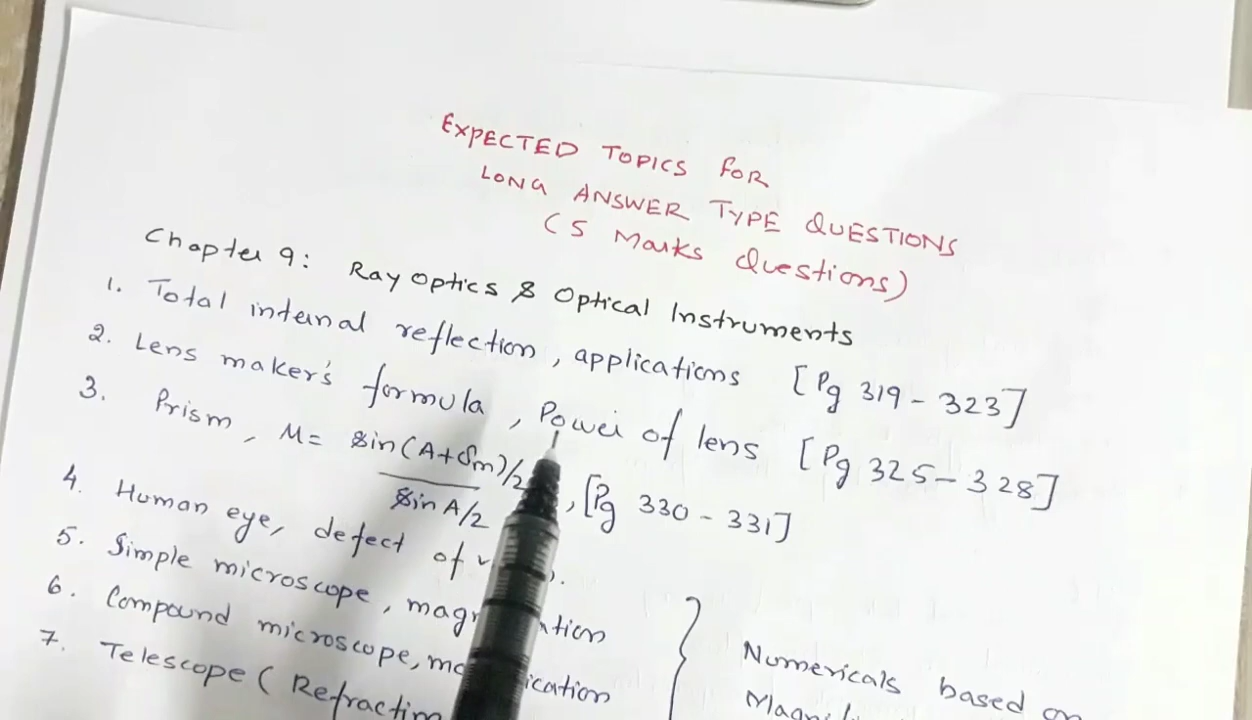 EXPECTED TOPICS FOR
LONG ANSWER TYPE QUESTIONS
(5 Marks Questions)
Chapter 9: Ray Optics & Optical Instruments
1. Total internal reflection, applications [Pg 319-323]
2. Lens maker's formula, Power of lens [Pg 325-328]
3. Prism, M= sin(A+δm)/2 , [Pg 330-331]
sin A/2
4. Human eye, defect of
5. Simple microscope,
6. Compound microscope,
7. Telescope (
Numericals based on